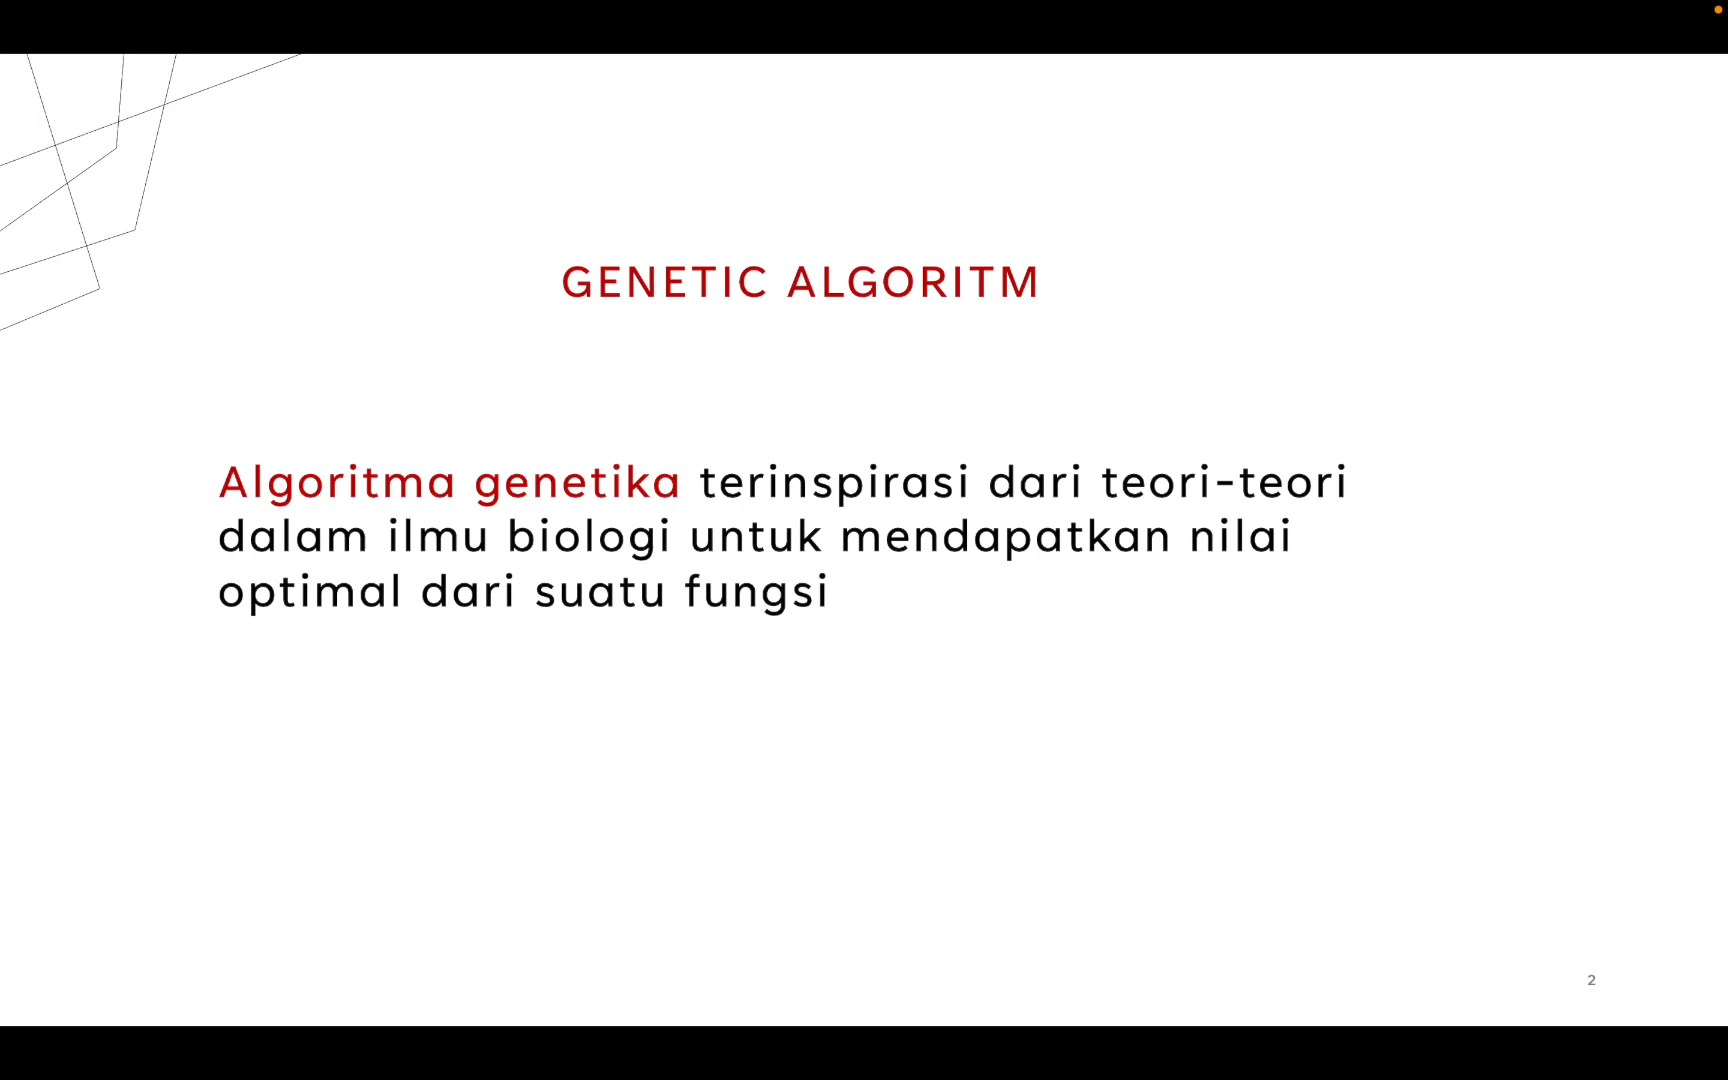 GENETIC ALGORITM
Algoritma genetika terinspirasi dari teori-teori
dalam ilmu biologi untuk mendapatkan nilai
optimal dari suatu fungsi
2